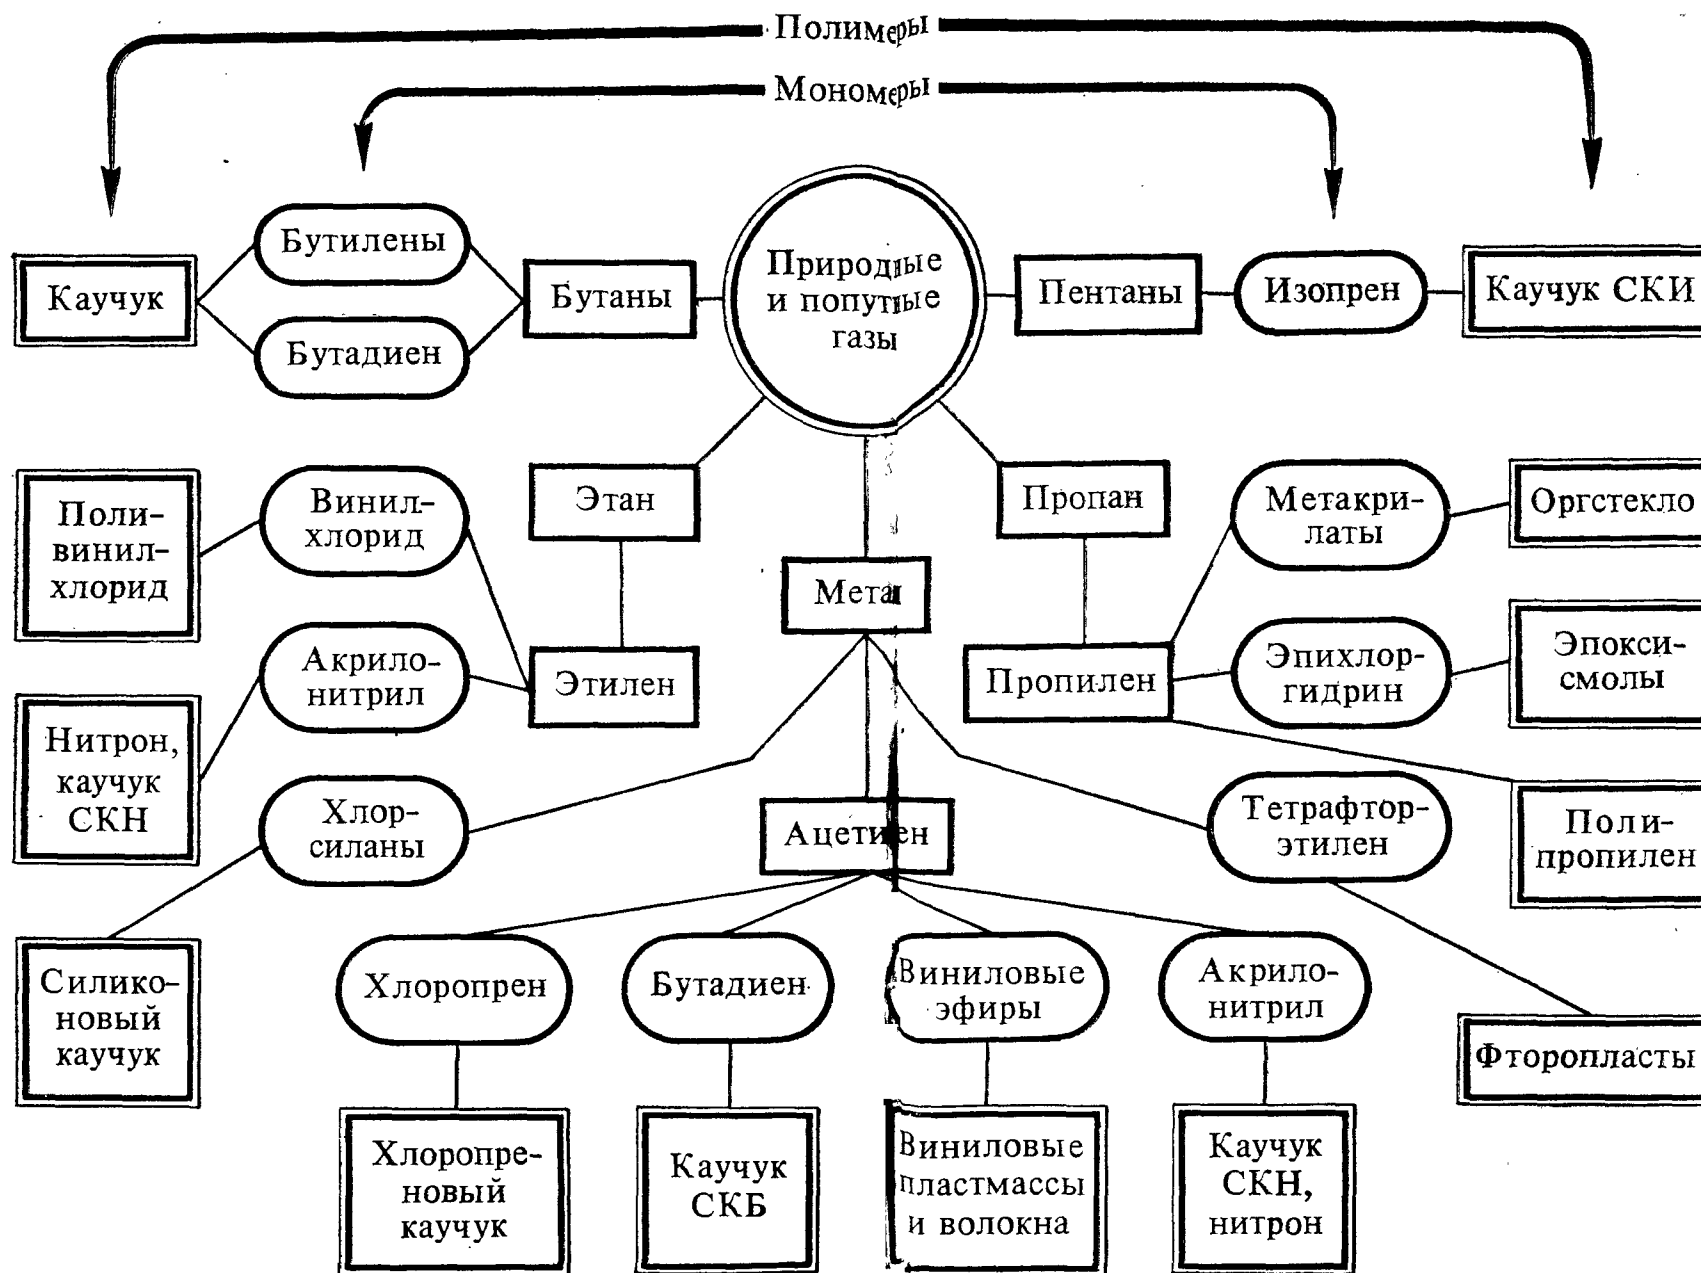 Полимеры
Мономеры
Бутилены
Каучук
Бутаны
Бутадиен
Природные
и попутные
газы
Пентаны
Изопрен
Каучук СКИ
Поли-
винил-
хлорид
Винил-
хлорид
Этан
Пропан
Метакри-
латы
Оргстекло
Акрило-
нитрил
Этилен
Пропилен
Эпихлор-
гидрин
Эпокси-
смолы
Нитрон,
каучук
СКН
Хлор-
силаны
Тетрафтор-
этилен
Поли-
пропилен
Силико-
новый
каучук
Хлоропрен
Бутадиен
Виниловые
эфиры
Акрило-
нитрил
Фторопласты
Хлоропре-
новый
каучук
Каучук
СКБ
Виниловые
пластмассы
и волокна
Каучук
СКН,
нитрон